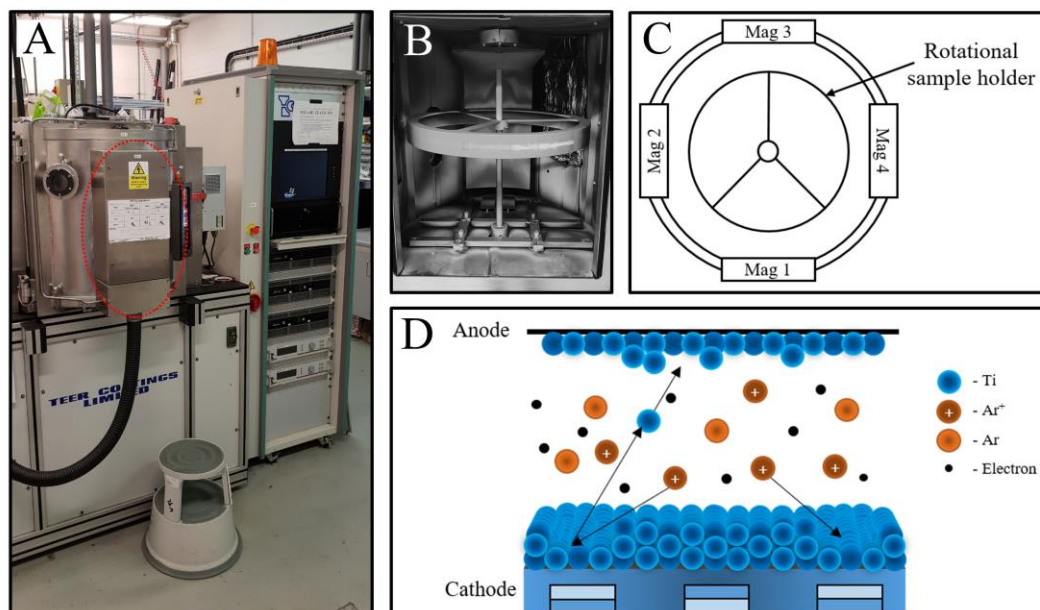 A
Warning
TEER COATINGS
LIMITED
B
C
Mag 3
Rotational
sample holder
Mag 2
Mag 4
Mag 1
D
Anode
- Ti
+ - Ar+
- Ar
- Electron
+
+
+
+
+
Cathode